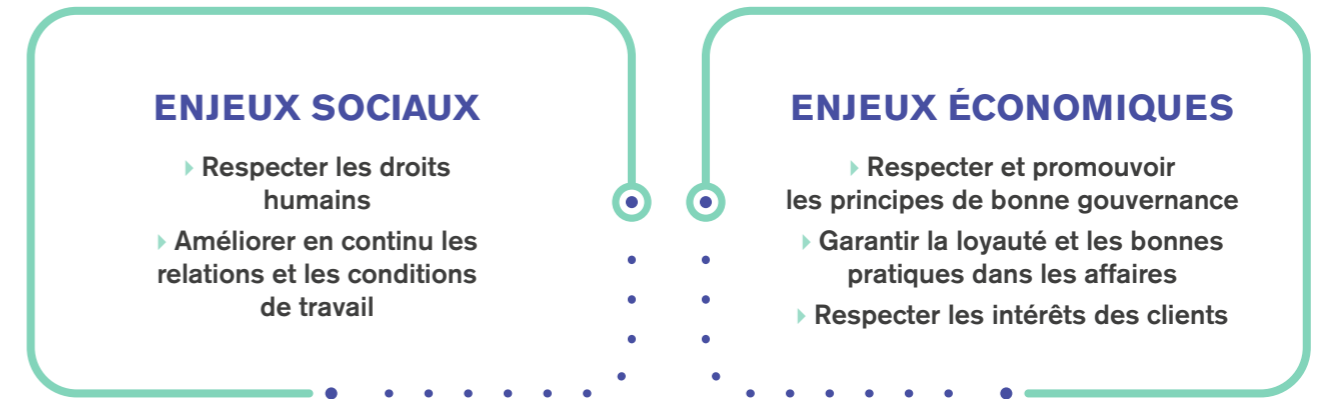 ENJEUX SOCIAUX
Respecter les droits
humains
Améliorer en continu les
relations et les conditions
de travail
ENJEUX ÉCONOMIQUES
Respecter et promouvoir
les principes de bonne gouvernance
Garantir la loyauté et les bonnes
pratiques dans les affaires
Respecter les intérêts des clients